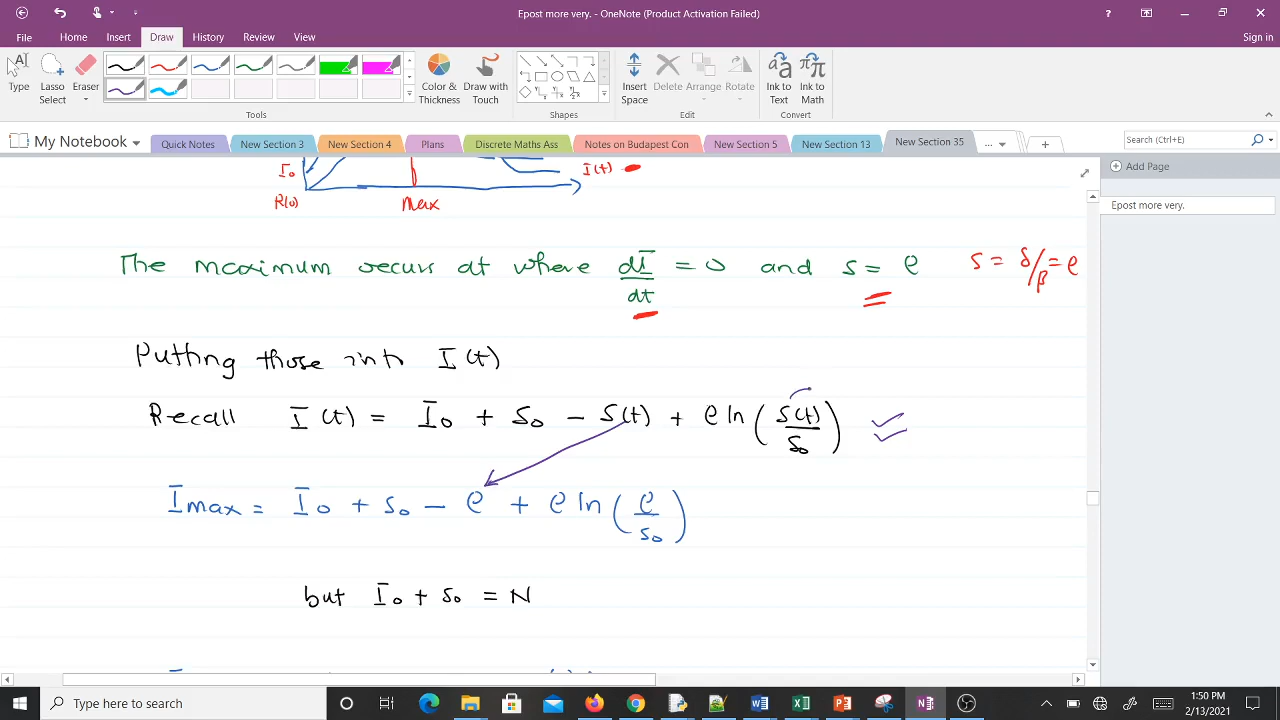 Epost more very. - OneNote (Product Activation Failed)
File Home Insert Draw History Review View Sign in
Type Lasso Select Eraser Color & Thickness Draw with Touch Insert Space Delete Arrange Rotate Ink to Text Ink to Math
Tools Shapes Edit Convert
My Notebook Quick Notes New Section 3 New Section 4 Plans Discrete Maths Ass Notes to Budapest Con New Section 5 New Section 13 New Section 35 ... + Search (Ctrl+E)
Add Page
Epost more very.
I₀ I(t)
R(0) Max
The maximum occurs at where dI/dt = 0 and S = ρ S = δ/β = ρ
Putting those into I(t)
Recall I(t) = I₀ + S₀ - S(t) + ρ ln (S(t)/S₀)
Imax = I₀ + S₀ - ρ + ρ ln (ρ/S₀)
but I₀ + S₀ = N
Type here to search
1:50 PM
2/13/2021